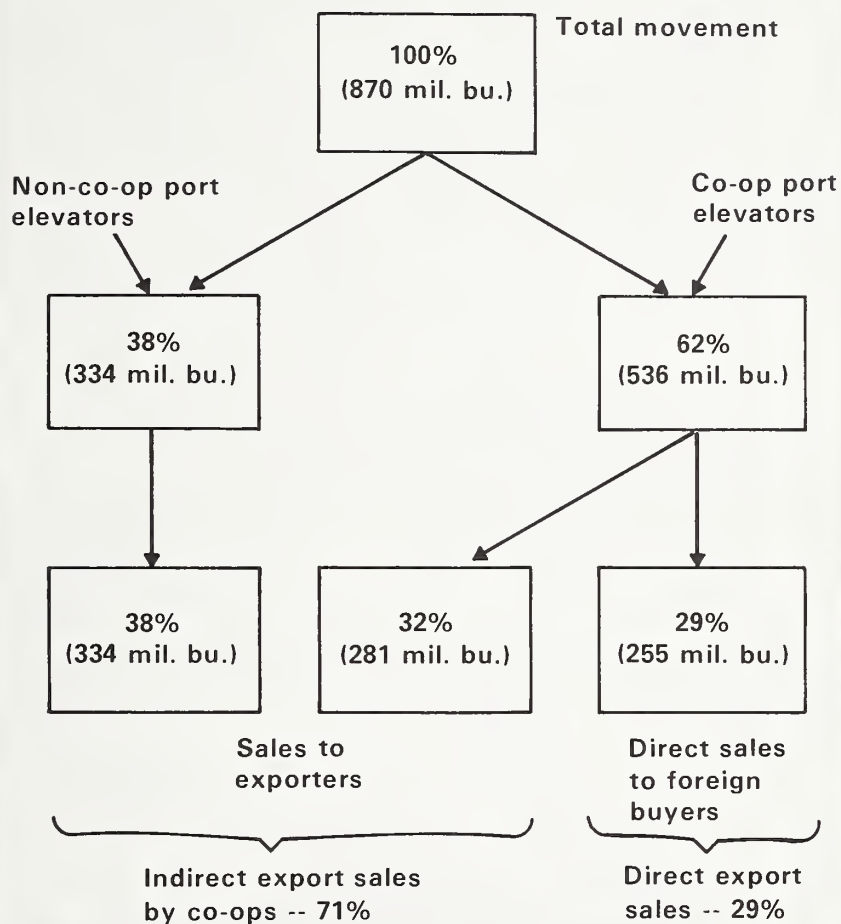 Total movement
100%
(870 mil. bu.)
Non-co-op port
elevators
Co-op port
elevators
38%
(334 mil. bu.)
62%
(536 mil. bu.)
38%
(334 mil. bu.)
32%
(281 mil. bu.)
29%
(255 mil. bu.)
Sales to
exporters
Direct sales
to foreign
buyers
Indirect export sales
by co-ops -- 71%
Direct export
sales -- 29%